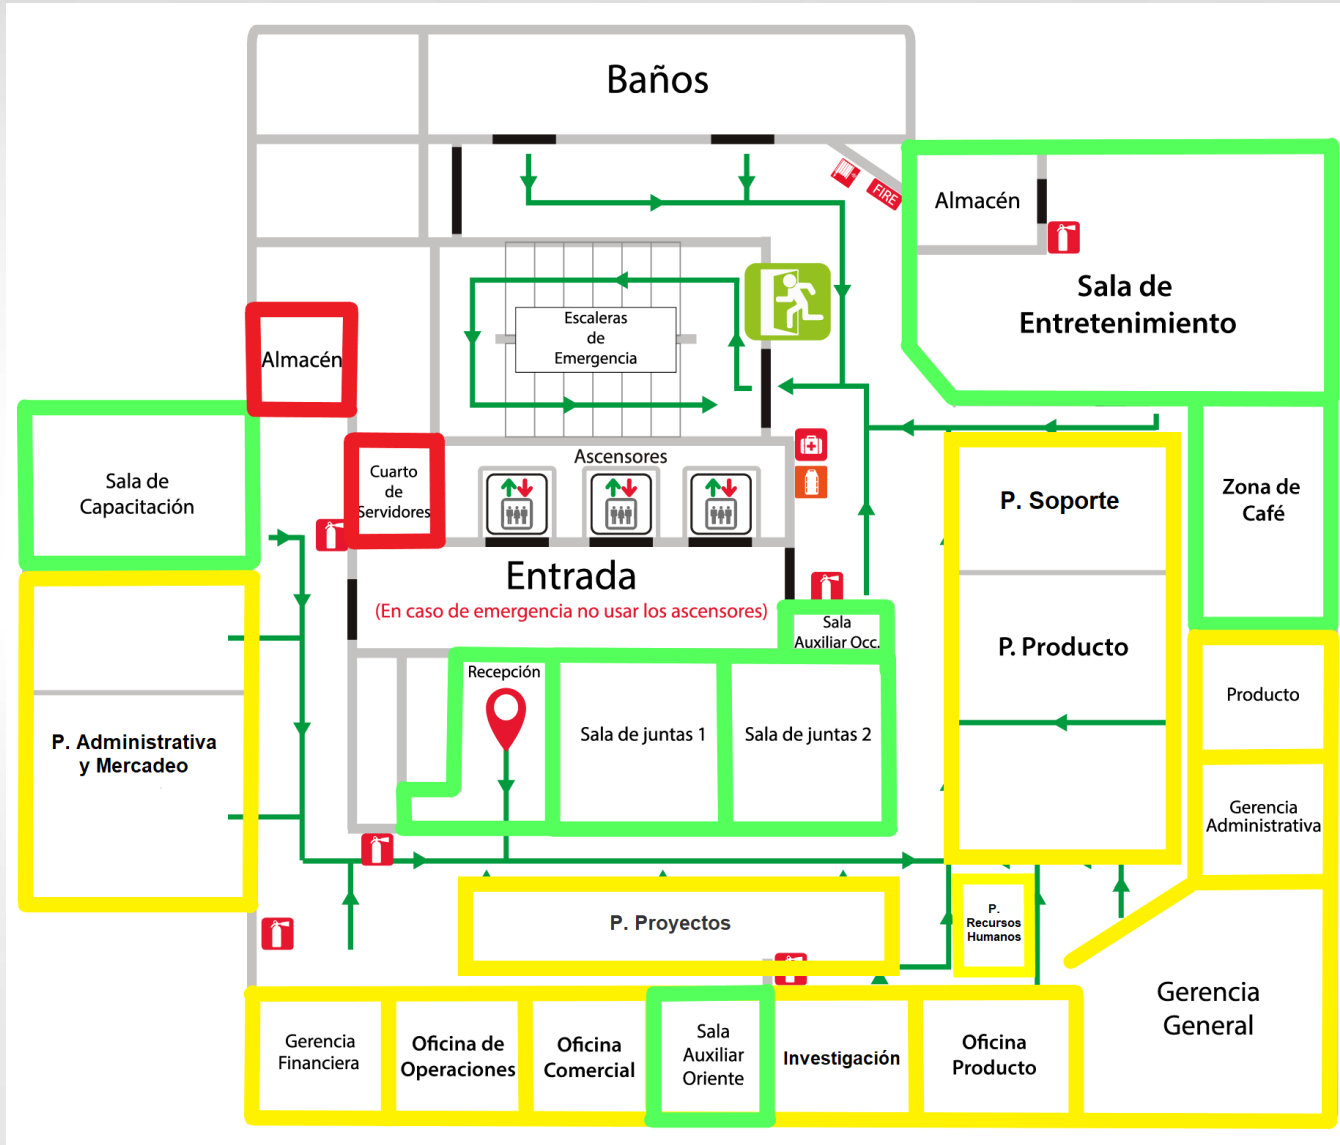 Baños
FIRE
Almacén
Sala de
Entretenimiento
Escaleras
de
Emergencia
Almacén
Sala de
Capacitación
Cuarto
de
Servidores
Ascensores
P. Soporte
Zona de
Café
Entrada
(En caso de emergencia no usar los ascensores)
Sala
Auxiliar Occ.
P. Producto
Recepción
Sala de juntas 1
Sala de juntas 2
Producto
P. Administrativa
y Mercadeo
Gerencia
Administrativa
P. Proyectos
P.
Recursos
Humanos
Gerencia
General
Gerencia
Financiera
Oficina de
Operaciones
Oficina
Comercial
Sala
Auxiliar
Oriente
Investigación
Oficina
Producto